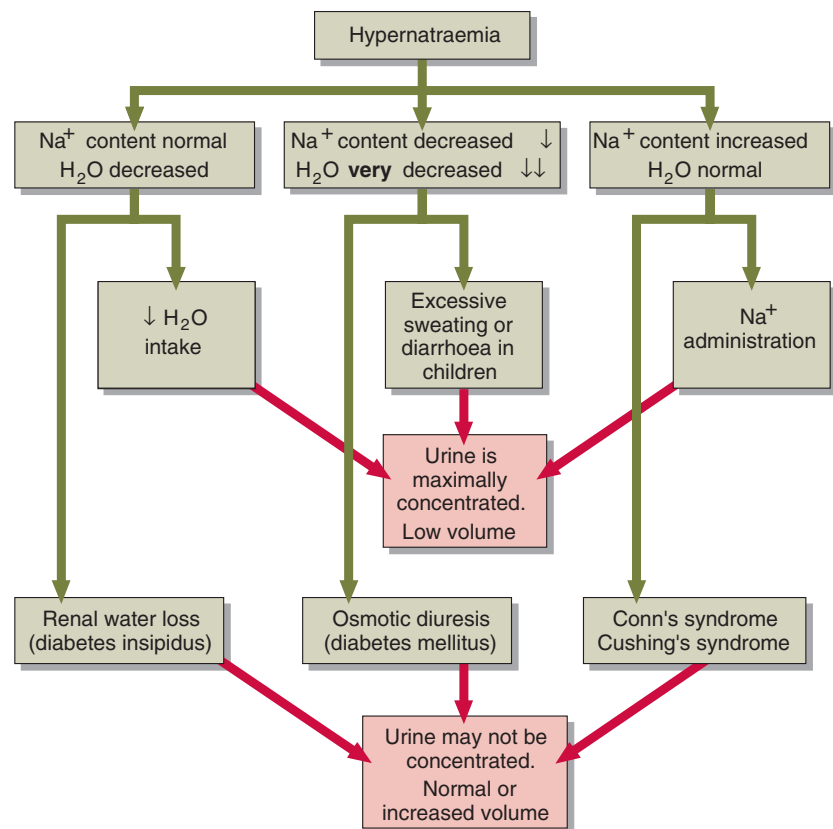 Hypernatraemia
Na+ content normal
H2O decreased
Na+ content decreased ↓
H2O very decreased ↓↓
Na+ content increased
H2O normal
↓ H2O
intake
Excessive
sweating or
diarrhoea in
children
Na+
administration
Urine is
maximally
concentrated.
Low volume
Renal water loss
(diabetes insipidus)
Osmotic diuresis
(diabetes mellitus)
Conn's syndrome
Cushing's syndrome
Urine may not be
concentrated.
Normal or
increased volume